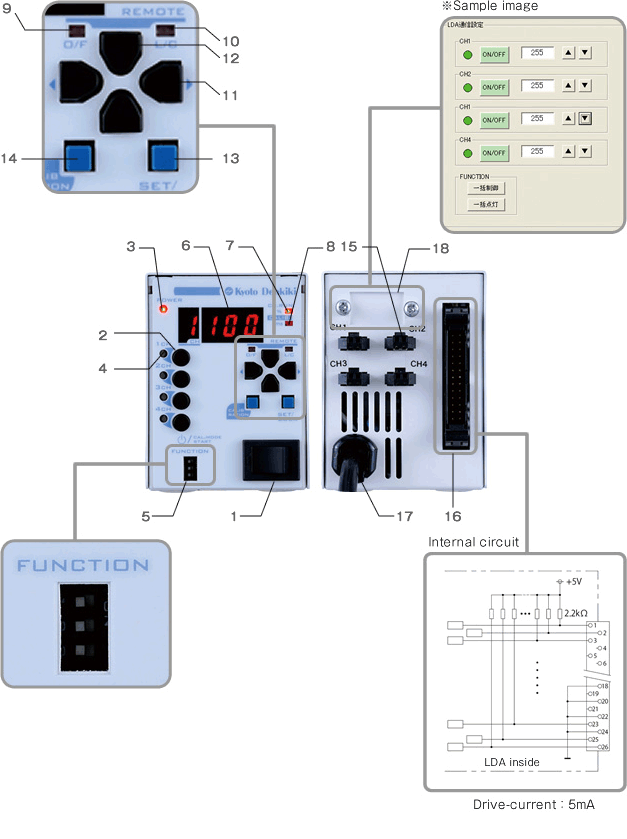 ※Sample image
9
REMOTE
O/F
L/C
10
12
11
14
13
SET/
LDA通信設定
CH1
ON/OFF
255
▲
▼
CH2
ON/OFF
255
▲
▼
CH1
ON/OFF
255
▲
▼
CH4
ON/OFF
255
▲
▼
FUNCTION
一括制御
一括点灯
3
6
7
8
15
18
POWER
Kyoto Denkiki
1100
CH
2
4
1CH
2CH
3CH
4CH
REMOTE
O/F
L/C
SET/
CH1
CH2
CH3
CH4
FUNCTION
5
1
17
16
FUNCTION
Internal circuit
+5V
2.2kΩ
1
2
3
4
5
6
18
19
20
21
22
23
24
25
26
LDA inside
Drive-current : 5mA